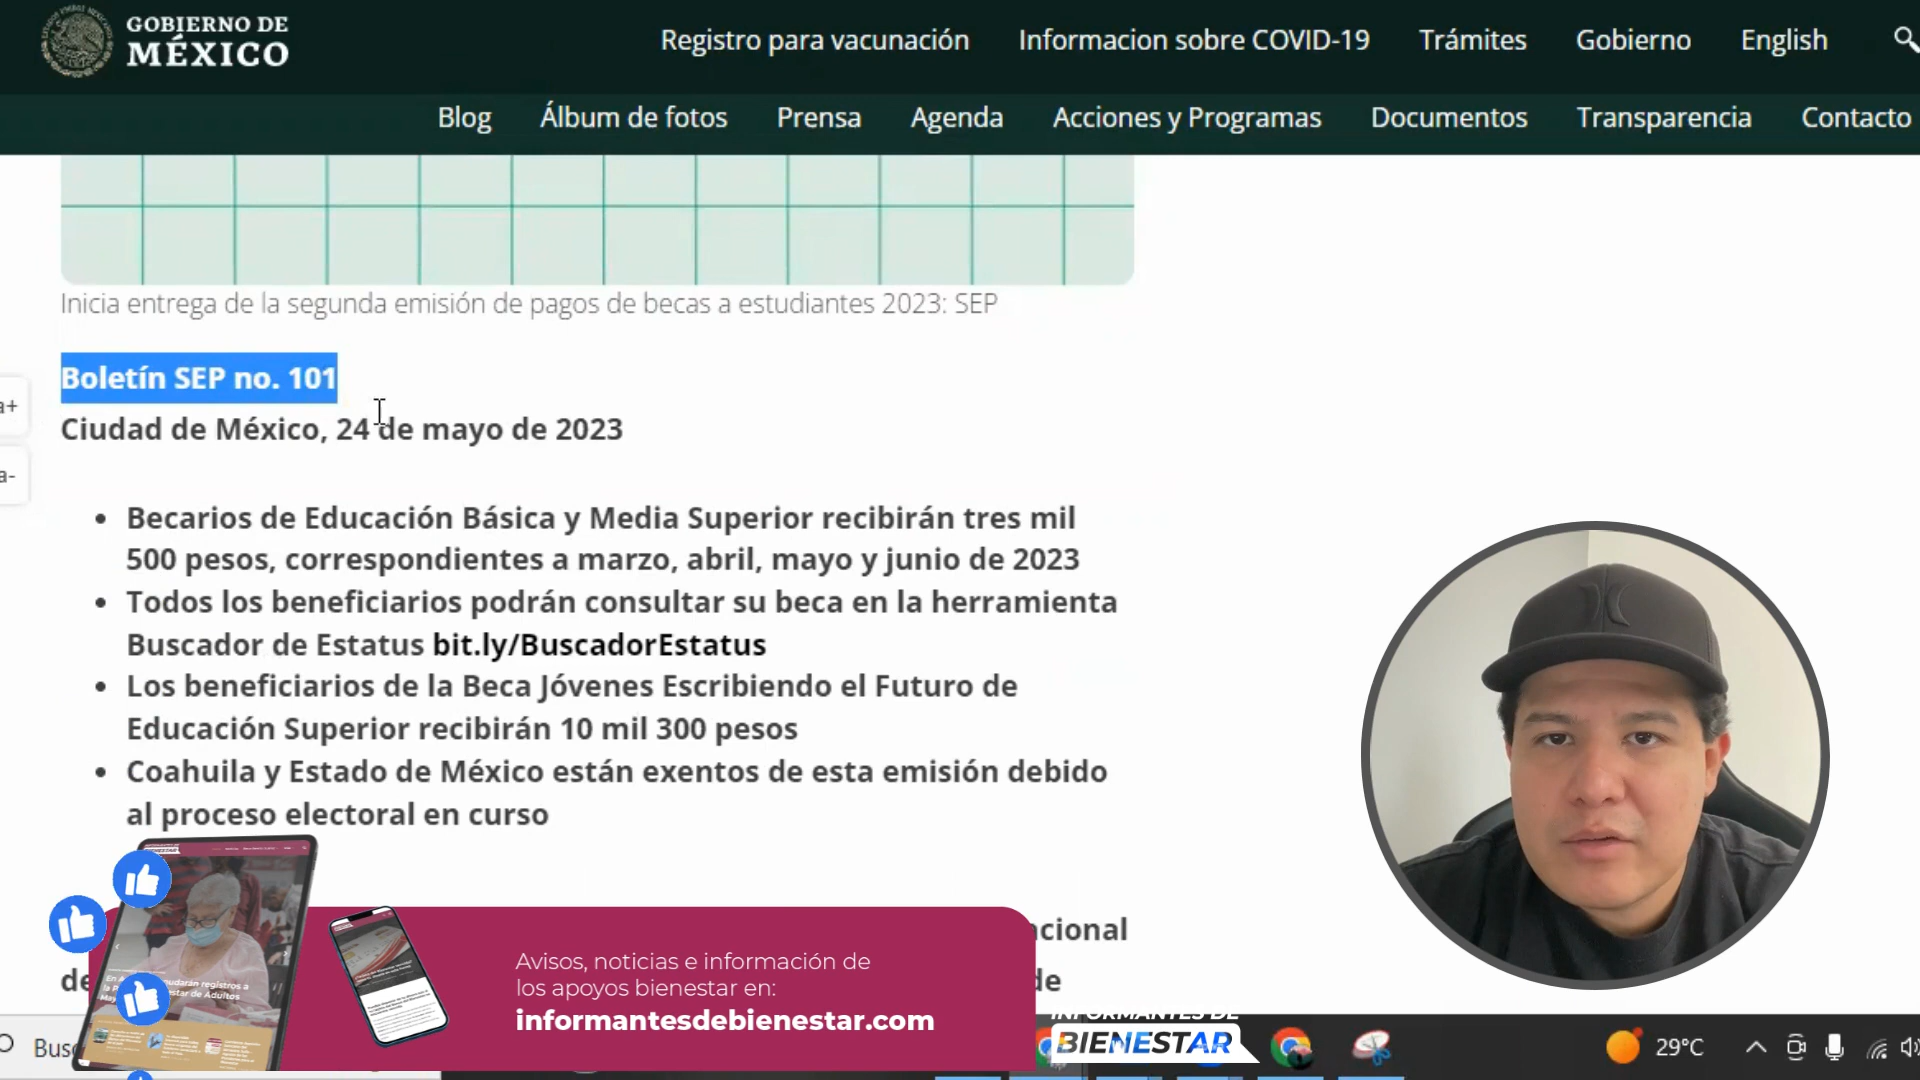 GOBIERNO DE
MÉXICO
Registro para vacunación
Informacion sobre COVID-19
Trámites
Gobierno
English
Blog
Álbum de fotos
Prensa
Agenda
Acciones y Programas
Documentos
Transparencia
Contacto
Inicia entrega de la segunda emisión de pagos de becas a estudiantes 2023: SEP
Boletín SEP no. 101
a+
Ciudad de México, 24 de mayo de 2023
a-
Becarios de Educación Básica y Media Superior recibirán tres mil
500 pesos, correspondientes a marzo, abril, mayo y junio de 2023
Todos los beneficiarios podrán consultar su beca en la herramienta
Buscador de Estatus bit.ly/BuscadorEstatus
Los beneficiarios de la Beca Jóvenes Escribiendo el Futuro de
Educación Superior recibirán 10 mil 300 pesos
Coahuila y Estado de México están exentos de esta emisión debido
al proceso electoral en curso
Avisos, noticias e información de
los apoyos bienestar en:
informantesdebienestar.com
INFORMANTES DE
BIENESTAR
29°C